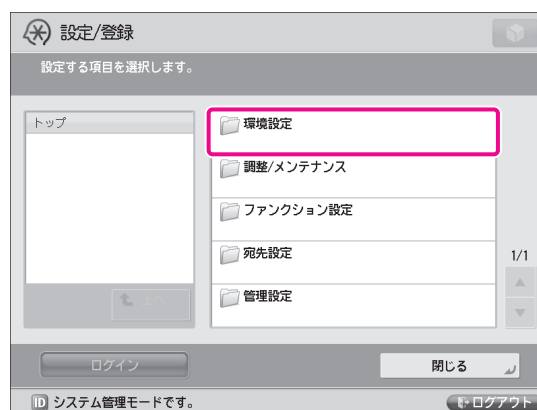 設定/登録
設定する項目を選択します。
トップ
環境設定
調整/メンテナンス
ファンクション設定
宛先設定
管理設定
1/1
上へ
ログイン
閉じる
ID システム管理モードです。
ログアウト